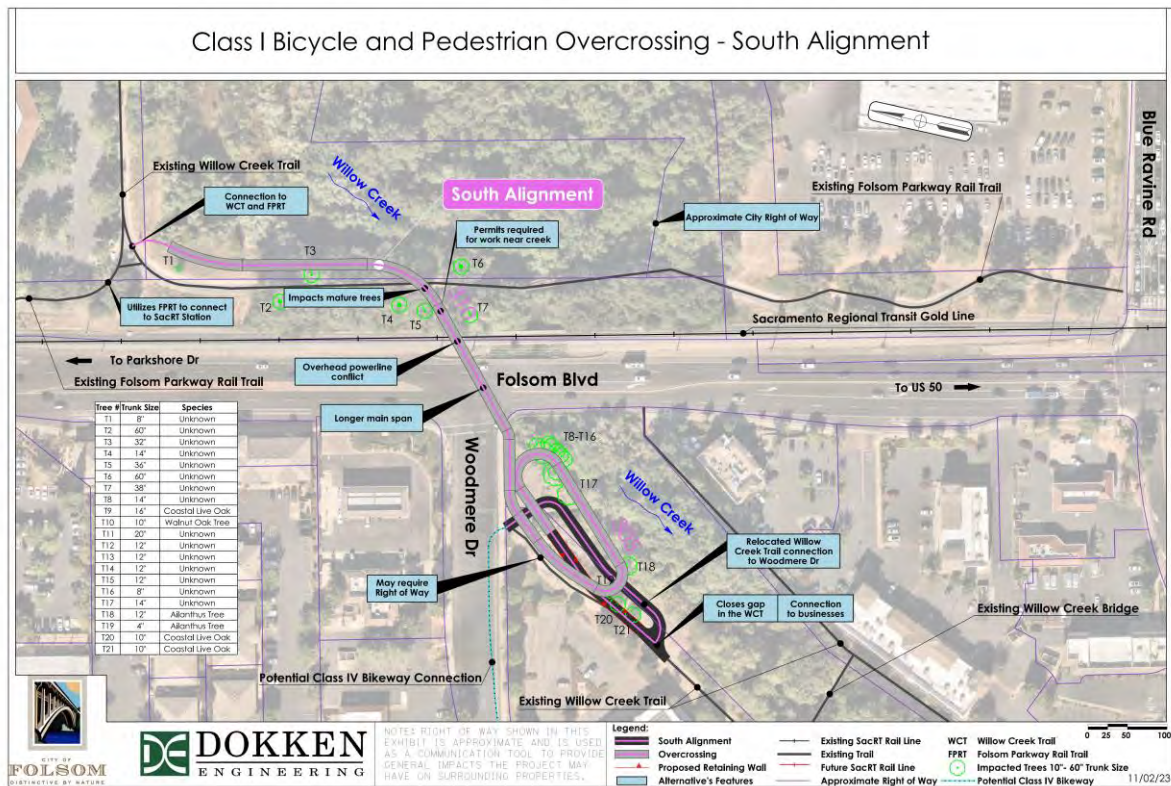 Class I Bicycle and Pedestrian Overcrossing - South Alignment
Blue Ravine Rd
Existing Willow Creek Trail
Willow Creek
Existing Folsom Parkway Rail Trail
Connection to
WCT and FPRT
South Alignment
Approximate City Right of Way
Permits required
for work near creek
T1
T3
T6
Utilizes FPRT to connect
to SacRT Station
T2
Impacts mature trees
T4
T5
T7
Sacramento Regional Transit Gold Line
To Parkshore Dr
Existing Folsom Parkway Rail Trail
Overhead powerline
conflict
Folsom Blvd
To US 50
Longer main span
Tree # Trunk Size Species
T1 8" Unknown
T2 60" Unknown
T3 32" Unknown
T4 14" Unknown
T5 36" Unknown
T6 60" Unknown
T7 38" Unknown
T8 14" Unknown
T9 16" Coastal Live Oak
T10 10" Walnut Oak Tree
T11 20" Unknown
T12 12" Unknown
T13 12" Unknown
T14 12" Unknown
T15 12" Unknown
T16 8" Unknown
T17 14" Unknown
T18 12" Ailanthus Tree
T19 4" Ailanthus Tree
T20 10" Coastal Live Oak
T21 10" Coastal Live Oak
Woodmere Dr
T8-T16
T17
Willow Creek
T18
Relocated Willow
Creek Trail connection
to Woodmere Dr
May require
Right of Way
T20
T21
Closes gap
in the WCT
Connection
to businesses
Existing Willow Creek Bridge
Potential Class IV Bikeway Connection
Existing Willow Creek Trail
CITY OF
FOLSOM
DISTINCTIVE BY NATURE
DOKKEN
ENGINEERING
NOTE: RIGHT OF WAY SHOWN IN THIS
EXHIBIT IS APPROXIMATE AND IS USED
AS A COMMUNICATION TOOL TO PROVIDE
GENERAL IMPACTS THE PROJECT MAY
HAVE ON SURROUNDING PROPERTIES.
Legend:
South Alignment
Overcrossing
Proposed Retaining Wall
Alternative's Features
Existing SacRT Rail Line
Existing Trail
Future SacRT Rail Line
Approximate Right of Way
WCT Willow Creek Trail
FPRT Folsom Parkway Rail Trail
Impacted Trees 10"- 60" Trunk Size
Potential Class IV Bikeway
0 25 50 100
11/02/23